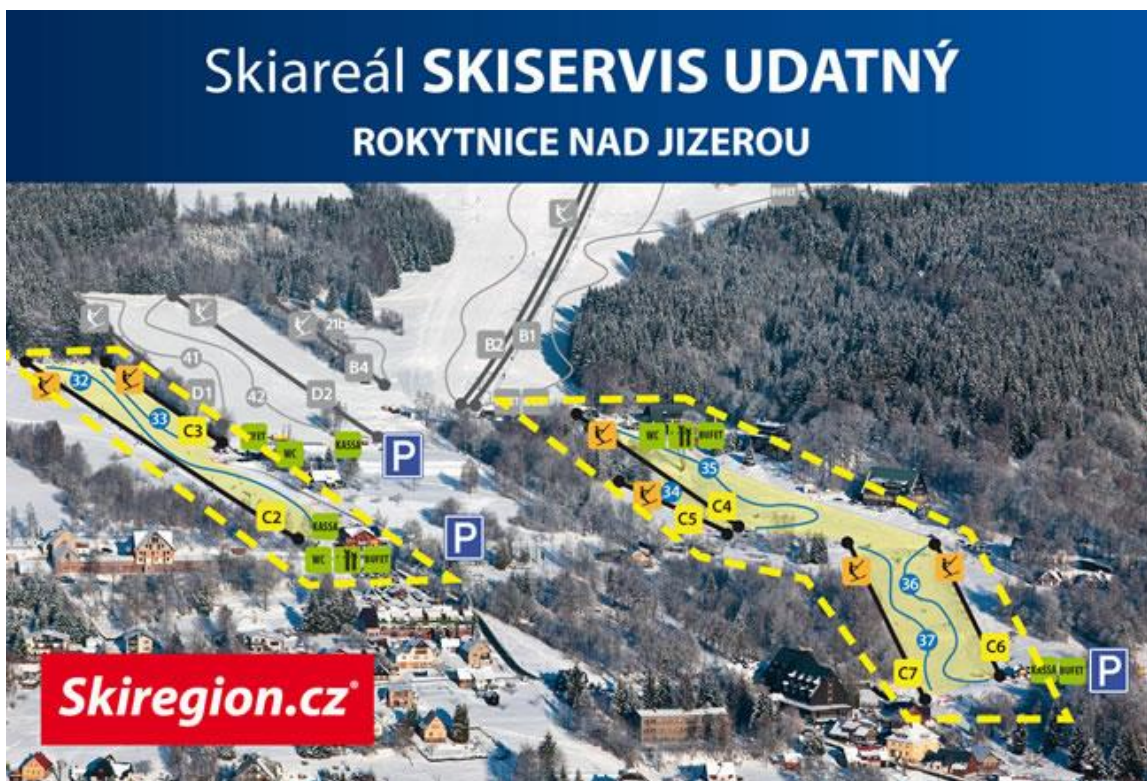 Skiareál SKISERVIS UDATNÝ
ROKYTNICE NAD JIZEROU
BUFET
21b
B2
B1
B4
41
42
D1
D2
32
33
C3
WC
KASSA
P
C2
KASSA
WC
BUFET
P
WC
BUFET
35
34
C4
C5
36
37
C6
C7
KASSA
BUFET
P
Skiregion.cz®